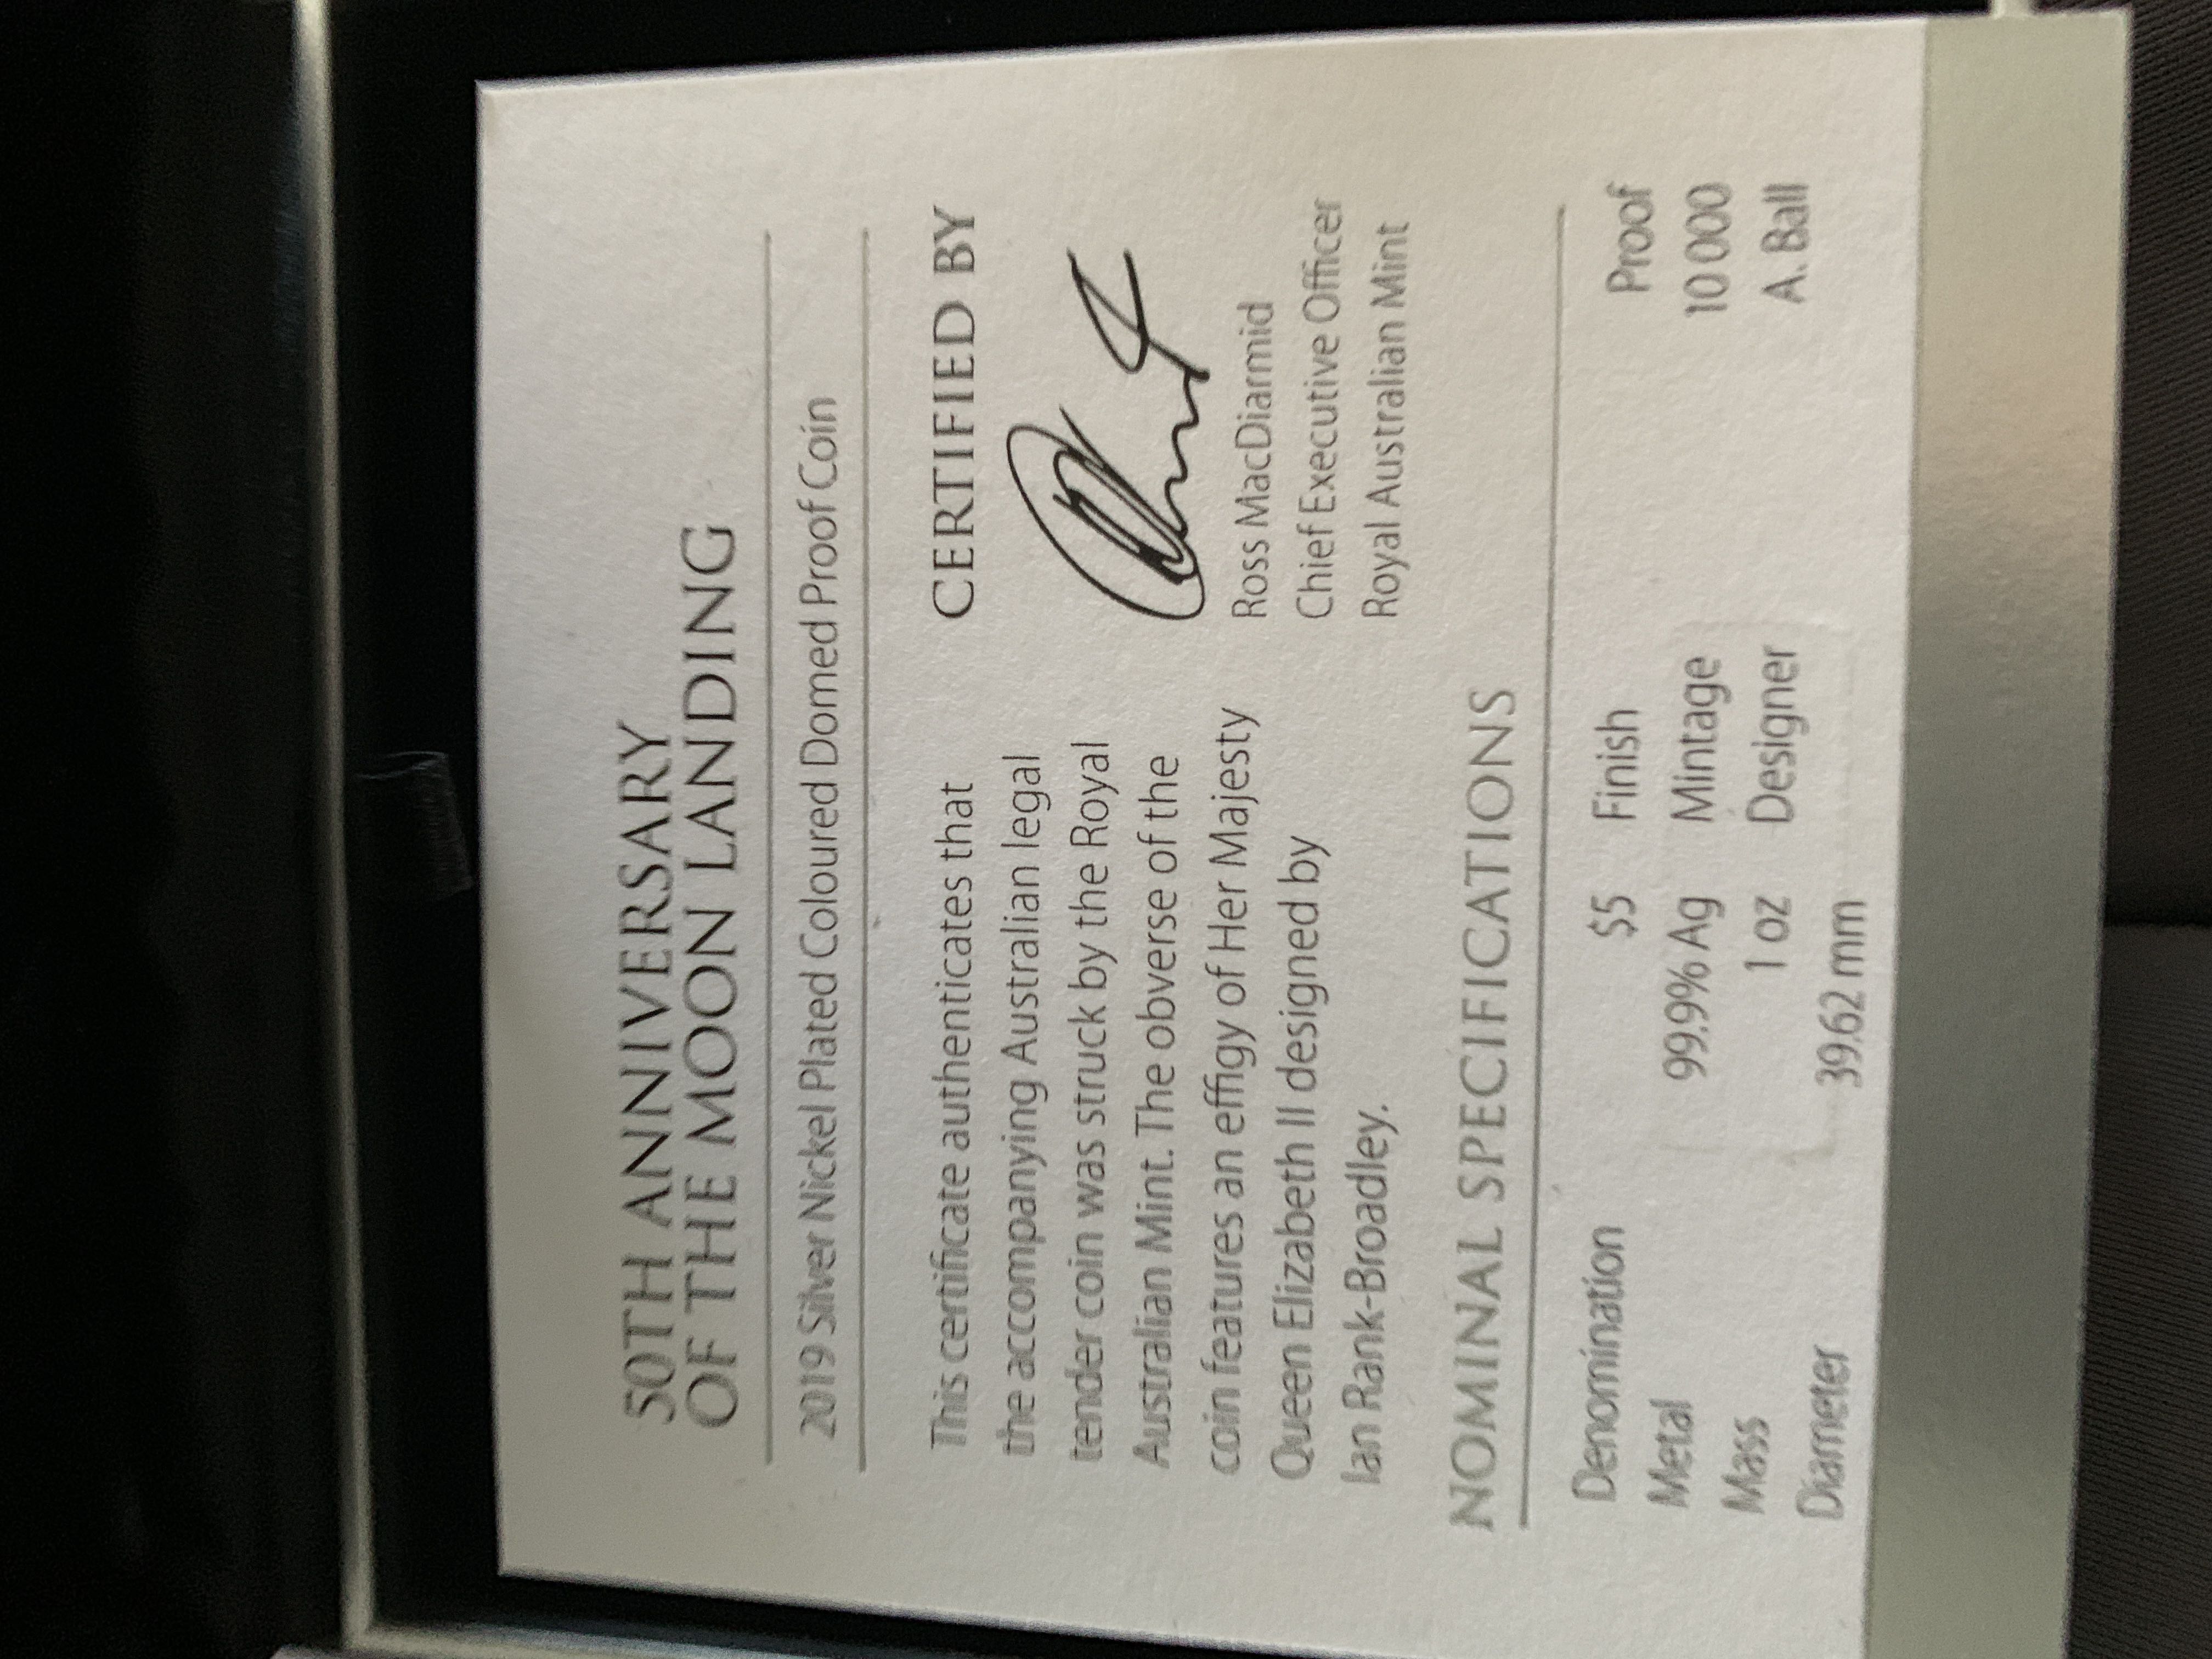 50TH ANNIVERSARY
OF THE MOON LANDING
2019 Silver Nickel Plated Coloured Domed Proof Coin
This certificate authenticates that
the accompanying Australian legal
tender coin was struck by the Royal
Australian Mint. The obverse of the
coin features an effigy of Her Majesty
Queen Elizabeth II designed by
Ian Rank-Broadley.
CERTIFIED BY
Ross MacDiarmid
Chief Executive Officer
Royal Australian Mint
NOMINAL SPECIFICATIONS
Denomination $5 Finish Proof
Metal 99.9% Ag Mintage 10 000
Mass 1 oz Designer A. Ball
Diameter 39.62 mm